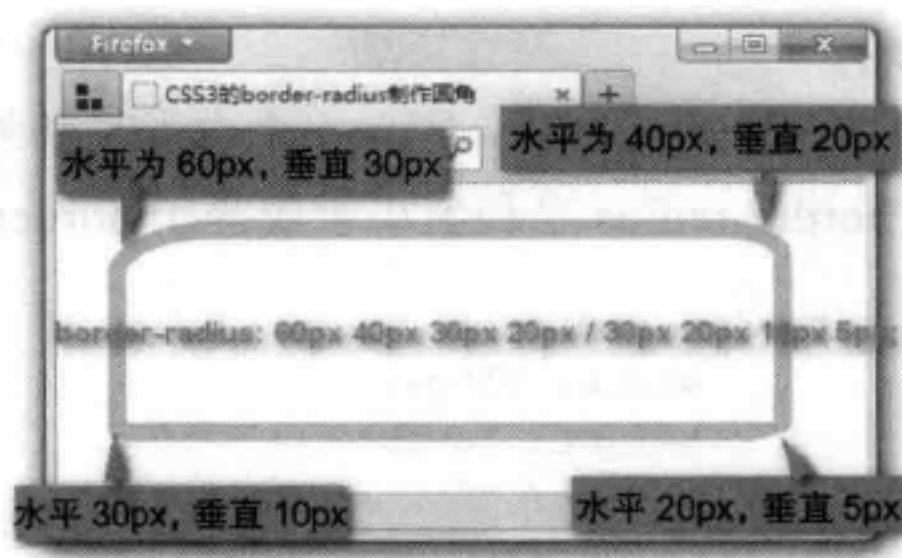 Firefox
CSS3的border-radius制作圆角
水平为 60px，垂直 30px
水平为 40px，垂直 20px
border-radius: 60px 40px 30px 20px / 30px 20px 10px 5px;
水平 30px，垂直 10px
水平 20px，垂直 5px